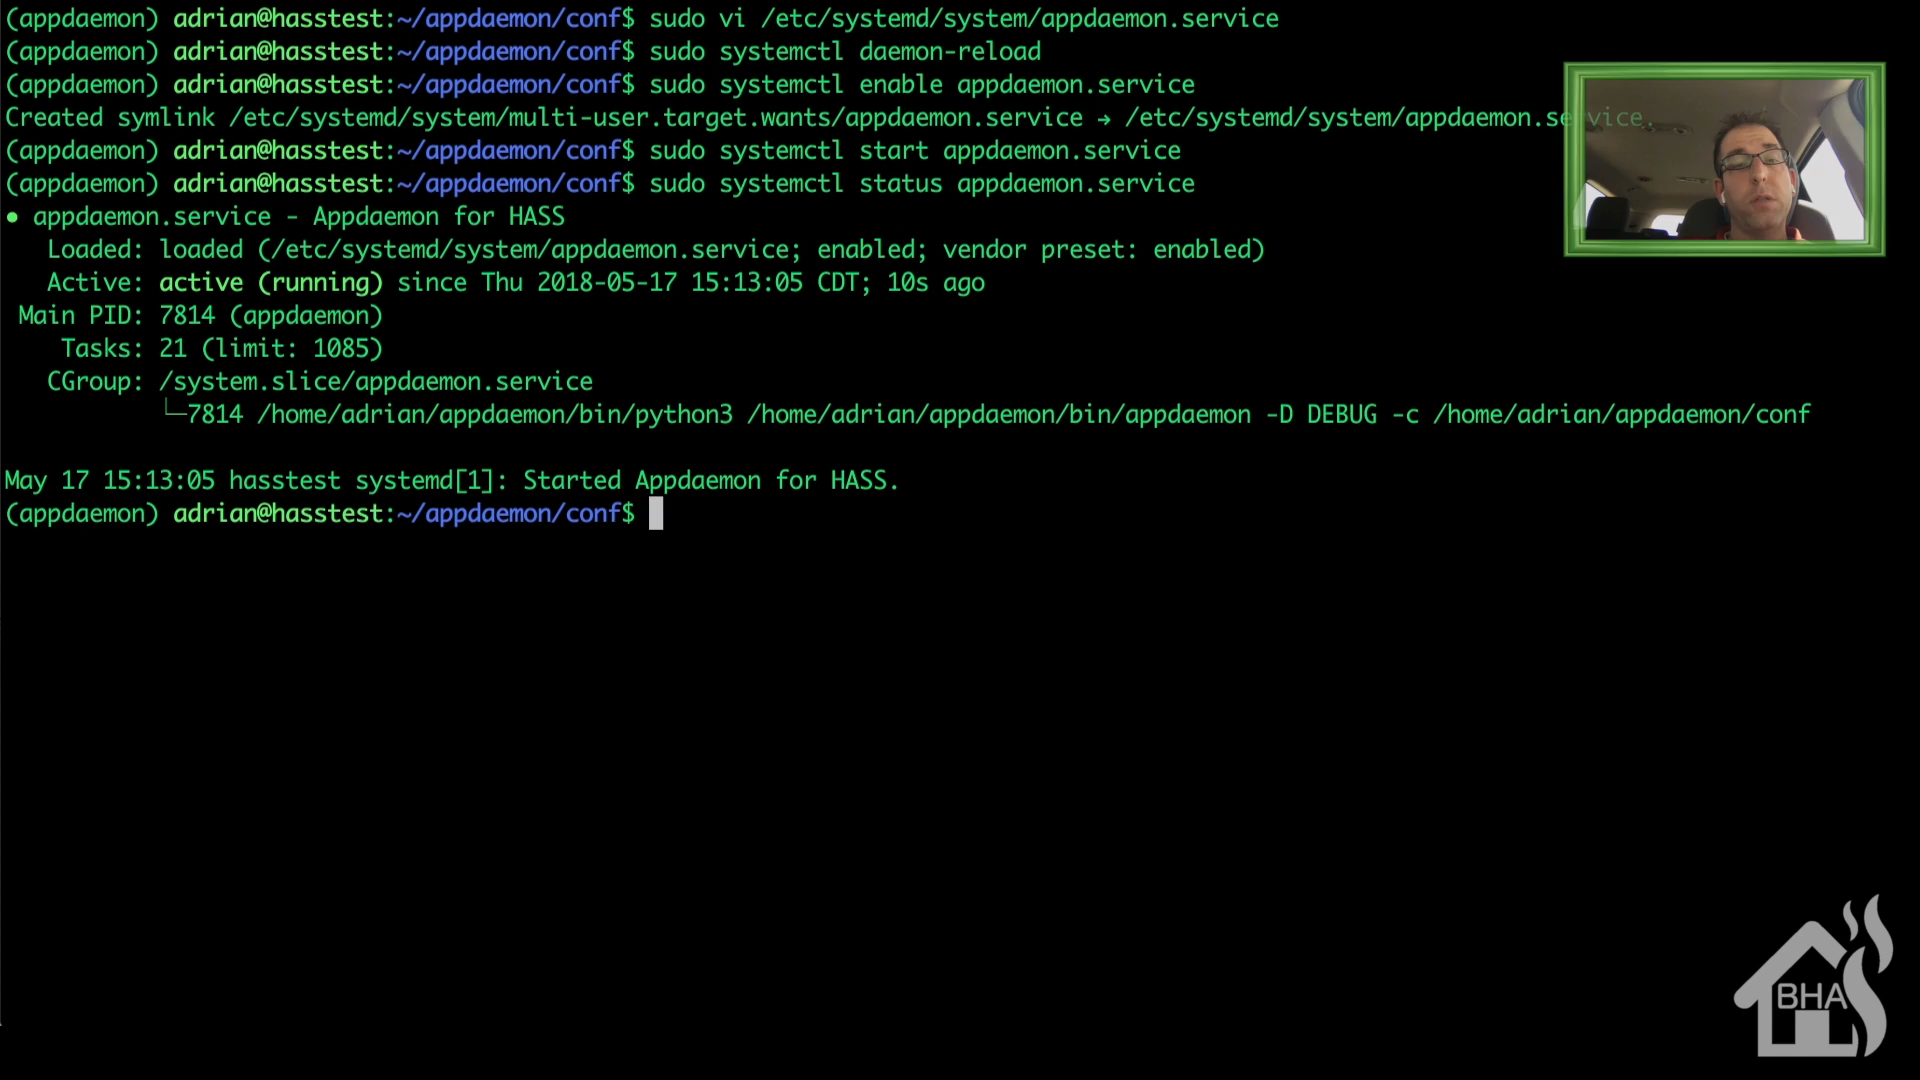 (appdaemon) adrian@hasstest:~/appdaemon/conf$ sudo vi /etc/systemd/system/appdaemon.service
(appdaemon) adrian@hasstest:~/appdaemon/conf$ sudo systemctl daemon-reload
(appdaemon) adrian@hasstest:~/appdaemon/conf$ sudo systemctl enable appdaemon.service
Created symlink /etc/systemd/system/multi-user.target.wants/appdaemon.service → /etc/systemd/system/appdaemon.service.
(appdaemon) adrian@hasstest:~/appdaemon/conf$ sudo systemctl start appdaemon.service
(appdaemon) adrian@hasstest:~/appdaemon/conf$ sudo systemctl status appdaemon.service
● appdaemon.service - Appdaemon for HASS
Loaded: loaded (/etc/systemd/system/appdaemon.service; enabled; vendor preset: enabled)
Active: active (running) since Thu 2018-05-17 15:13:05 CDT; 10s ago
Main PID: 7814 (appdaemon)
Tasks: 21 (limit: 1085)
CGroup: /system.slice/appdaemon.service
└─7814 /home/adrian/appdaemon/bin/python3 /home/adrian/appdaemon/bin/appdaemon -D DEBUG -c /home/adrian/appdaemon/conf
May 17 15:13:05 hasstest systemd[1]: Started Appdaemon for HASS.
(appdaemon) adrian@hasstest:~/appdaemon/conf$
BHA